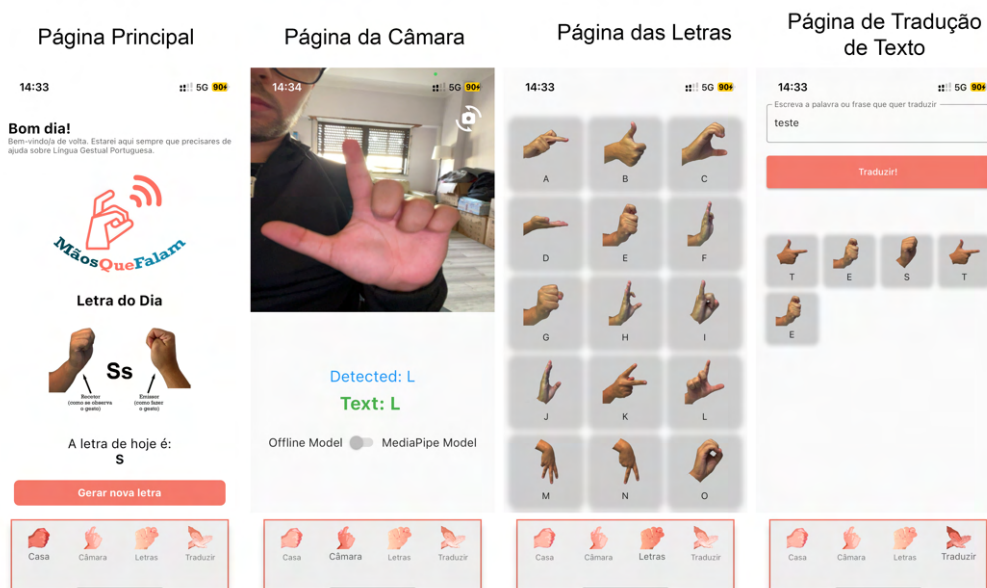 Página Principal
14:33
5G 90
Bom dia!
Bem-vindo/a de volta. Estarei aqui sempre que precisares de
ajuda sobre Língua Gestual Portuguesa.
MãosQueFalam
Letra do Dia
Ss
Recetor
(como se observa
o gesto)
Emissor
(como fazer
o gesto)
A letra de hoje é:
S
Gerar nova letra
Casa Câmara Letras Traduzir
Página da Câmara
14:34
5G 90
Detected: L
Text: L
Offline Model MediaPipe Model
Casa Câmara Letras Traduzir
Página das Letras
14:33
5G 90
A B C
D E F
G H I
J K L
M N O
Casa Câmara Letras Traduzir
Página de Tradução
de Texto
14:33
5G 90
Escreva a palavra ou frase que quer traduzir
teste
Traduzir!
T E S T
E
Casa Câmara Letras Traduzir